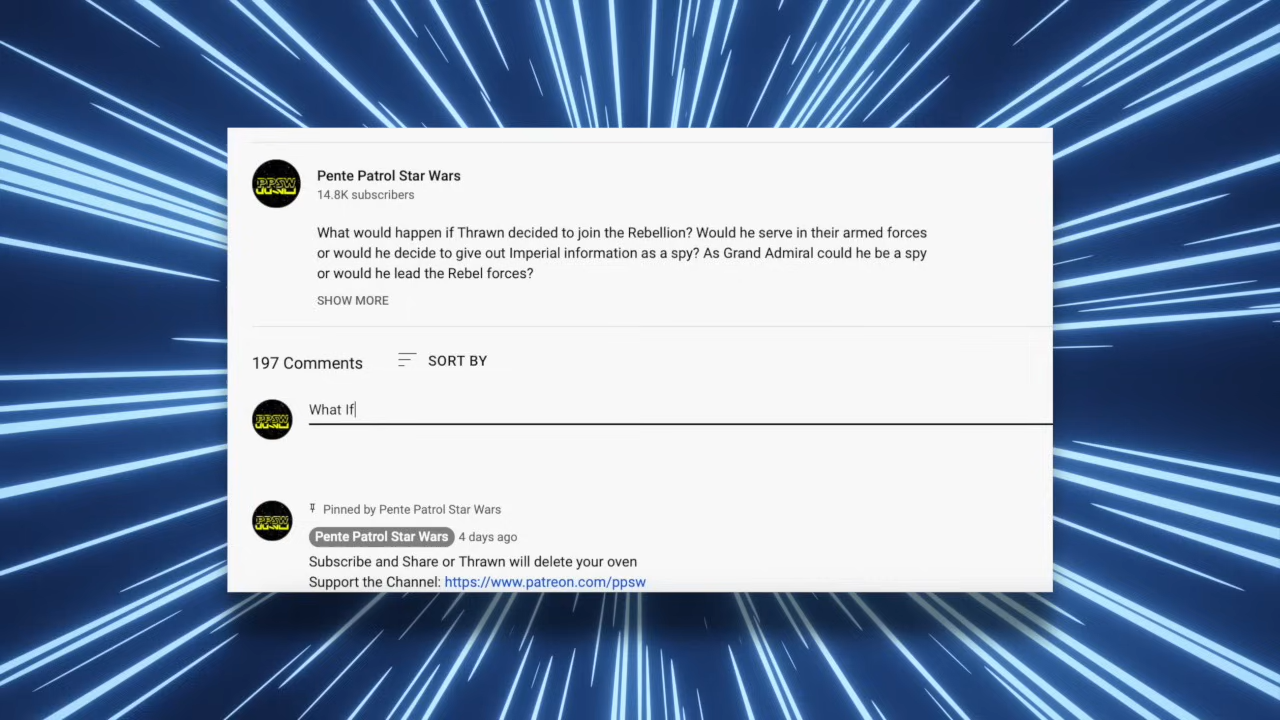 PPSW
Pente Patrol Star Wars
14.8K subscribers
What would happen if Thrawn decided to join the Rebellion? Would he serve in their armed forces
or would he decide to give out Imperial information as a spy? As Grand Admiral could he be a spy
or would he lead the Rebel forces?
SHOW MORE
197 Comments
SORT BY
PPSW
What If
PPSW
Pinned by Pente Patrol Star Wars
Pente Patrol Star Wars 4 days ago
Subscribe and Share or Thrawn will delete your oven
Support the Channel: https://www.patreon.com/ppsw